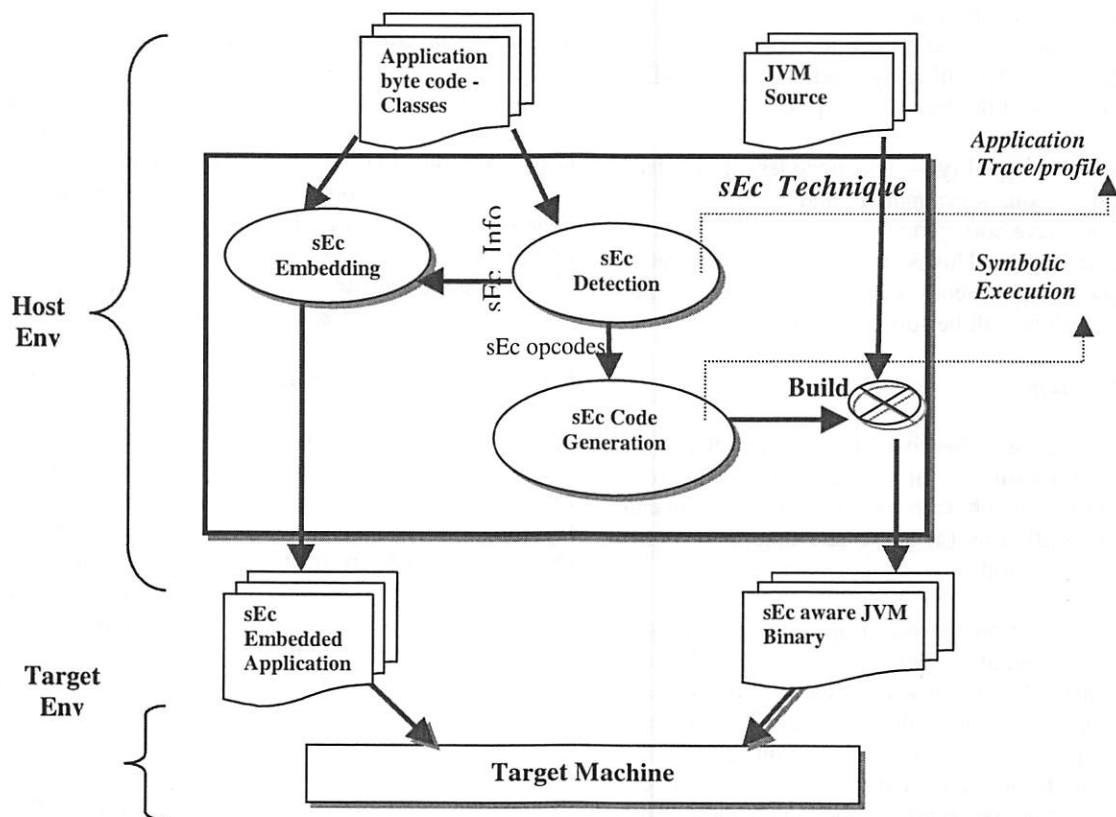 Application
byte code -
Classes
JVM
Source
Application
Trace/profile
sEc Technique
sEc
Embedding
sEc Info
sEc
Detection
Symbolic
Execution
Host
Env
sEc opcodes
Build
sEc Code
Generation
sEc
Embedded
Application
sEc aware JVM
Binary
Target
Env
Target Machine